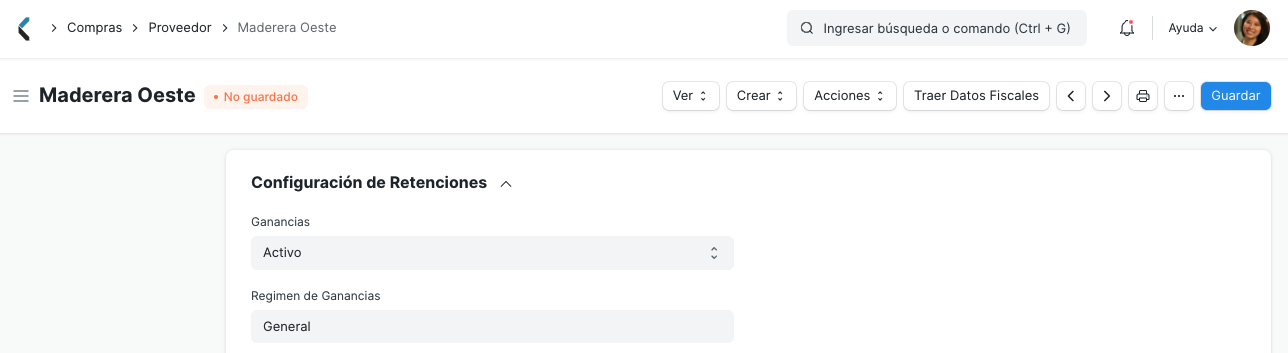 Compras Proveedor Maderera Oeste Ingresar búsqueda o comando (Ctrl + G) Ayuda
Maderera Oeste • No guardado Ver Crear Acciones Traer Datos Fiscales ... Guardar
Configuración de Retenciones
Ganancias
Activo
Regimen de Ganancias
General